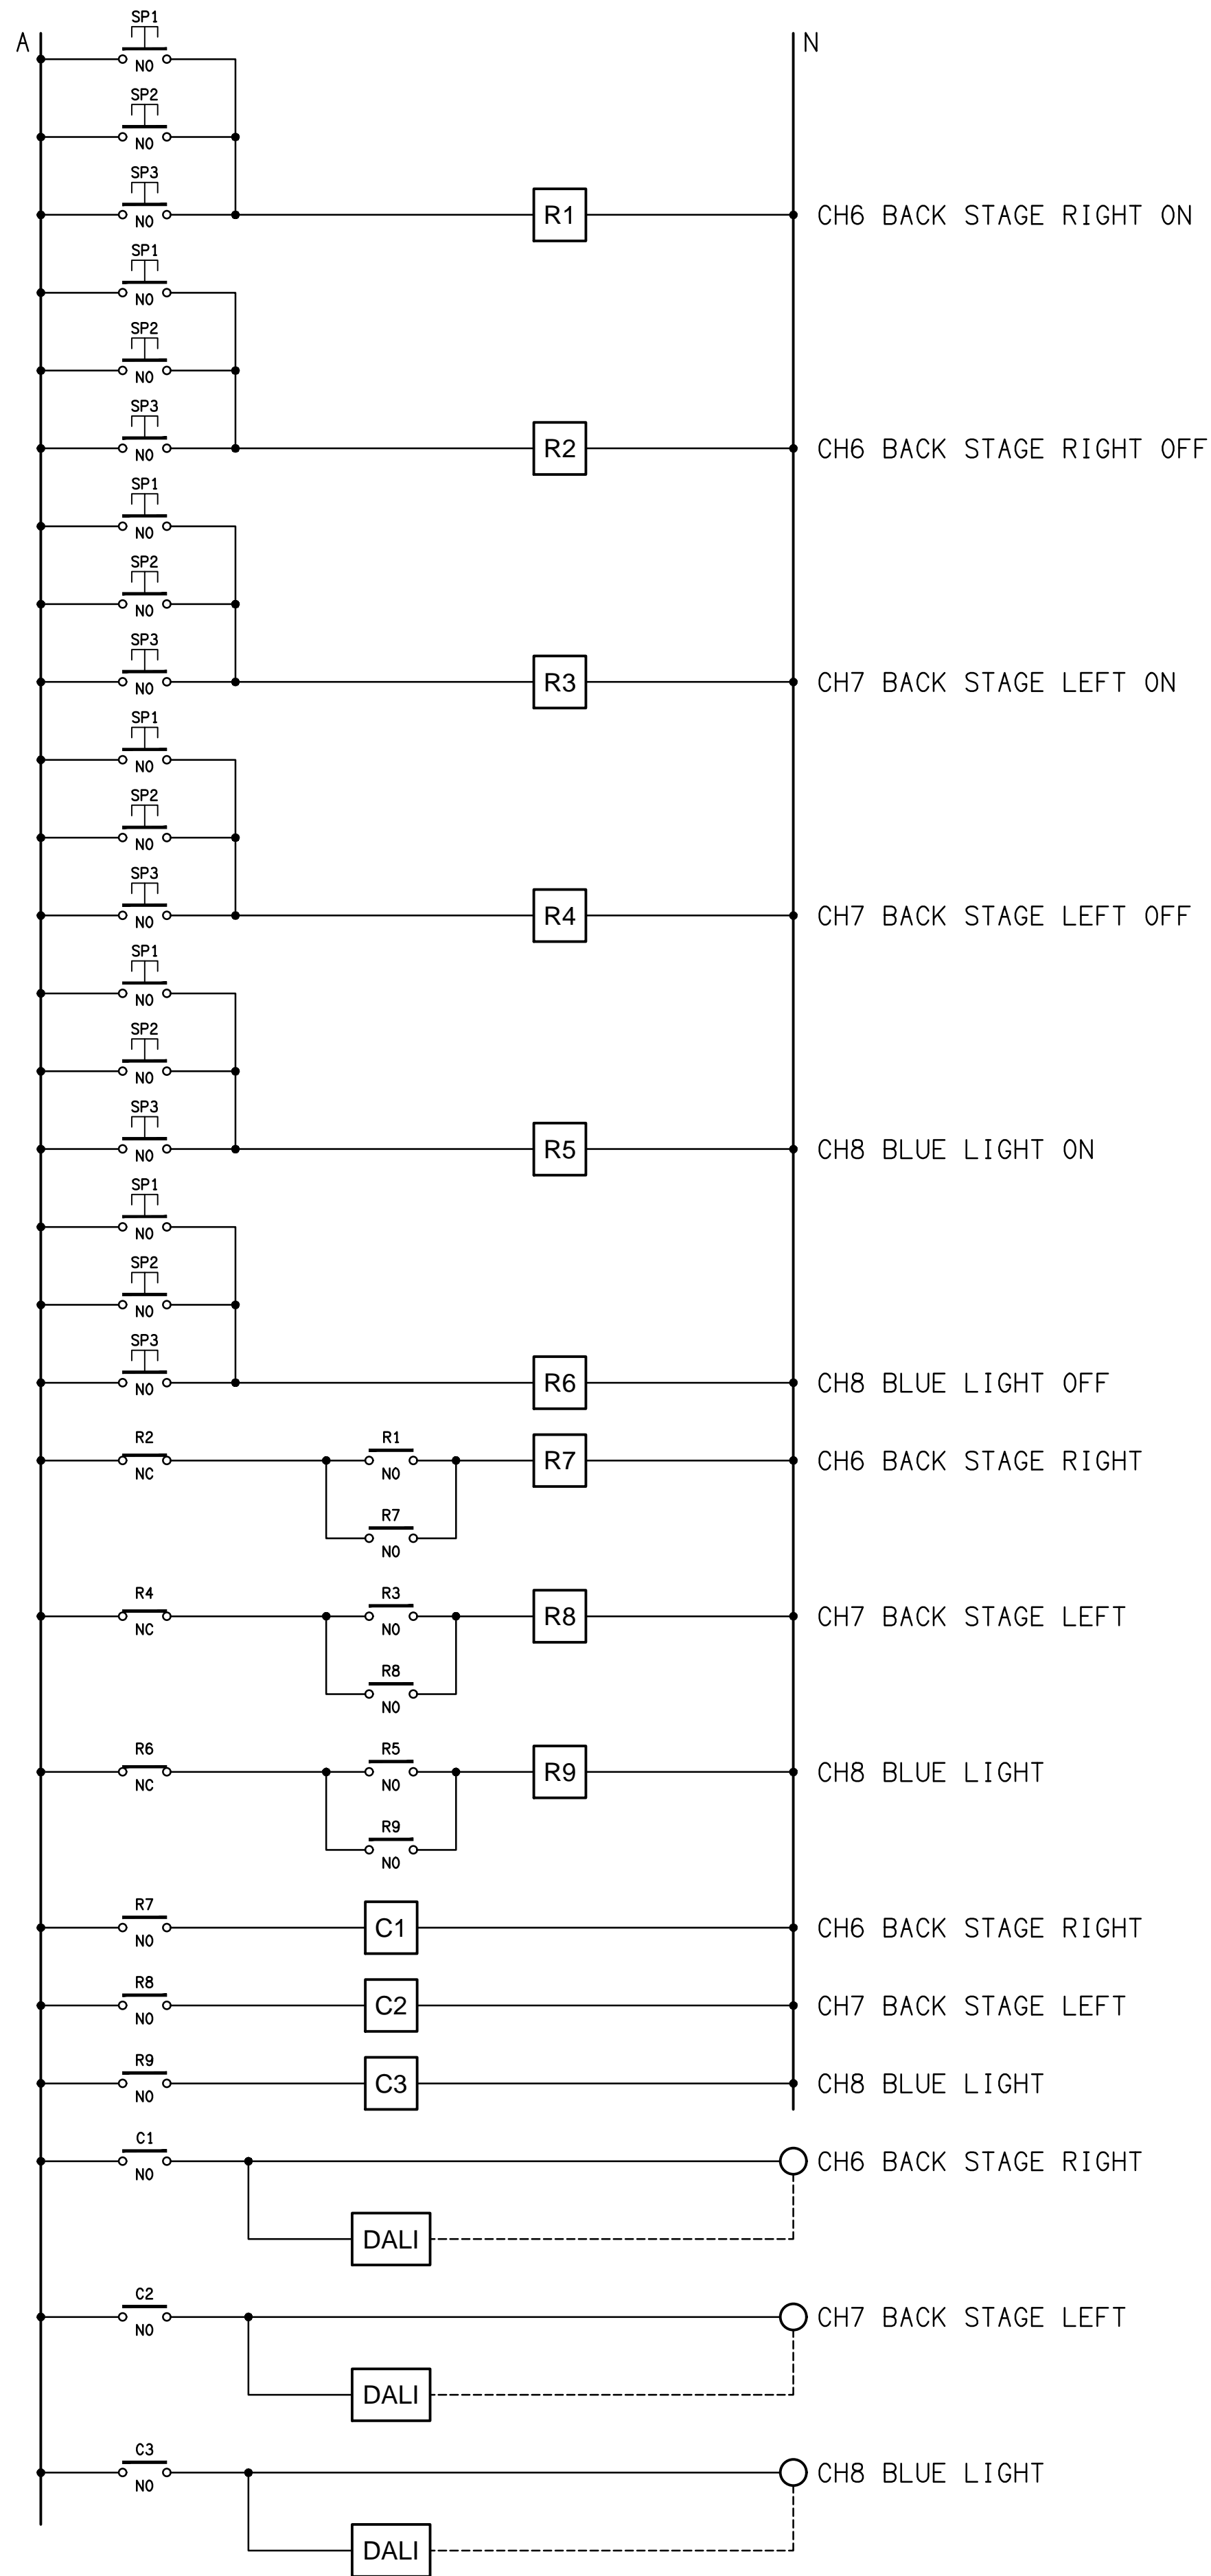 SP1
A N
NO
SP2
NO
SP3
NO R1 CH6 BACK STAGE RIGHT ON
SP1
NO
SP2
NO
SP3
NO R2 CH6 BACK STAGE RIGHT OFF
SP1
NO
SP2
NO
SP3
NO R3 CH7 BACK STAGE LEFT ON
SP1
NO
SP2
NO
SP3
NO R4 CH7 BACK STAGE LEFT OFF
SP1
NO
SP2
NO
SP3
NO R5 CH8 BLUE LIGHT ON
SP1
NO
SP2
NO
SP3
NO R6 CH8 BLUE LIGHT OFF
R2 R1
NC NO R7 CH6 BACK STAGE RIGHT
R7
NO
R4 R3
NC NO R8 CH7 BACK STAGE LEFT
R8
NO
R6 R5
NC NO R9 CH8 BLUE LIGHT
R9
NO
R7
NO C1 CH6 BACK STAGE RIGHT
R8
NO C2 CH7 BACK STAGE LEFT
R9
NO C3 CH8 BLUE LIGHT
C1
NO CH6 BACK STAGE RIGHT
DALI
C2
NO CH7 BACK STAGE LEFT
DALI
C3
NO CH8 BLUE LIGHT
DALI